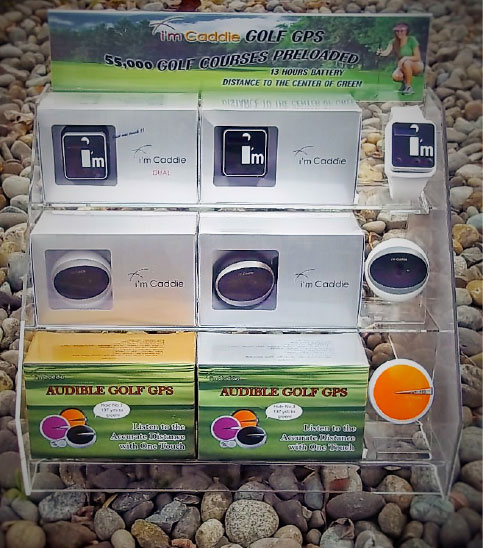 i'm Caddie GOLF GPS
55,000 GOLF COURSES PRELOADED
13 HOURS BATTERY
DISTANCE TO THE CENTER OF GREEN
i'm
i'm Caddie
DUAL
i'm
i'm Caddie
i'm
i'm Caddie
i'm Caddie
AUDIBLE GOLF GPS
Listen to the
Accurate Distance
with One Touch
AUDIBLE GOLF GPS
Listen to the
Accurate Distance
with One Touch